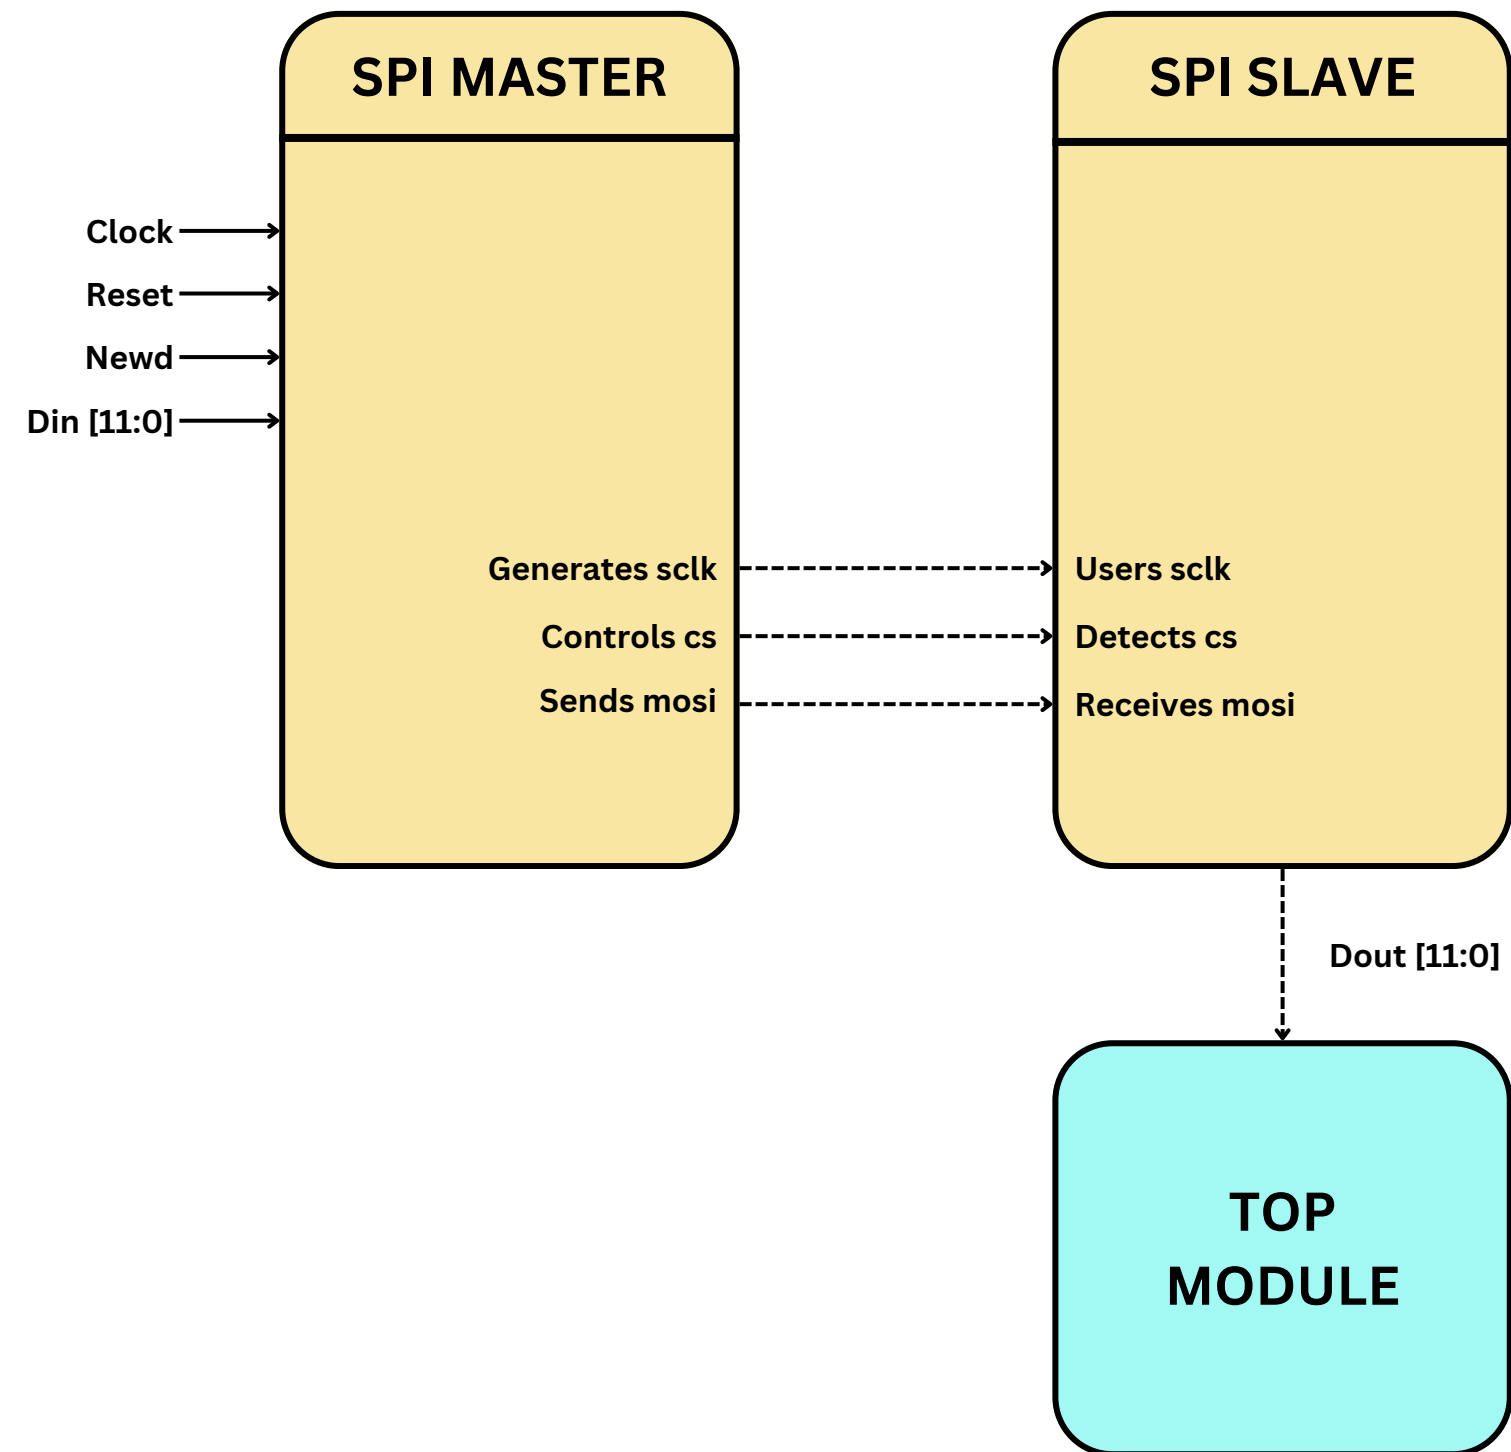 SPI MASTER
SPI SLAVE
Clock
Reset
Newd
Din [11:0]
Generates sclk
Users sclk
Controls cs
Detects cs
Sends mosi
Receives mosi
Dout [11:0]
TOP
MODULE